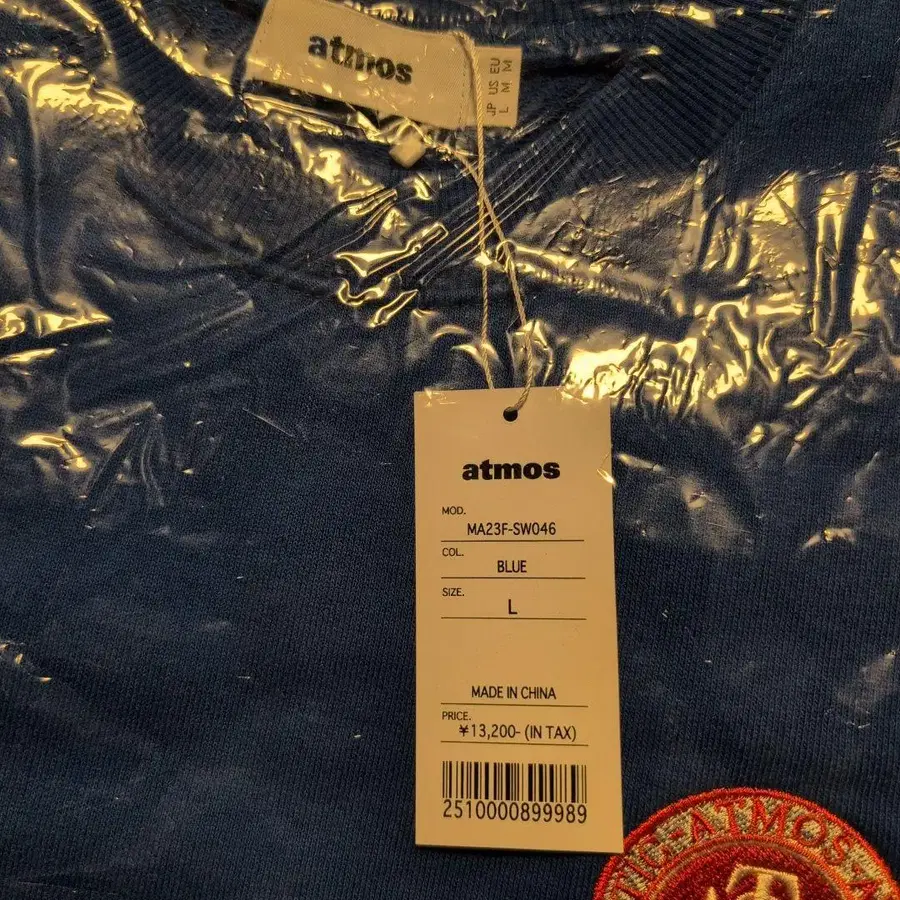 atmos
JP US EU
L M M
atmos
MOD.
MA23F-SW046
COL.
BLUE
SIZE.
L
MADE IN CHINA
PRICE.
¥13,200- (IN TAX)
2510000899989
ATMOS